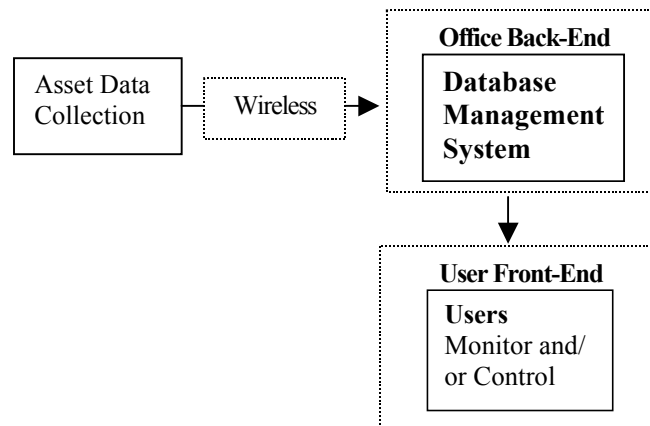 Office Back-End
Asset Data
Collection
Wireless
Database
Management
System
User Front-End
Users
Monitor and/
or Control